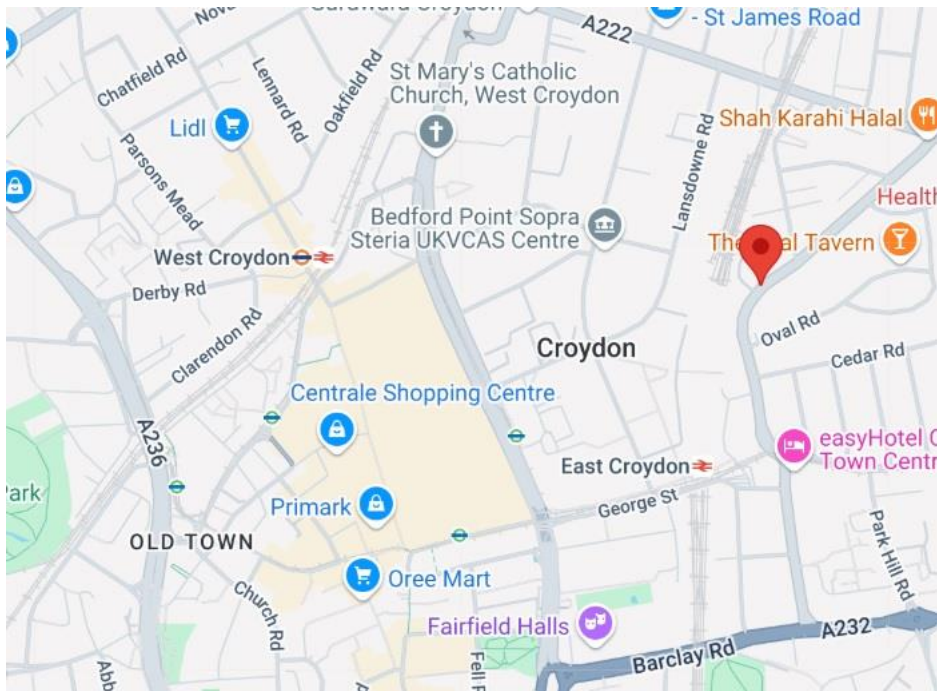 A222
- St James Road
Chatfield Rd
Lennard Rd
Oakfield Rd
St Mary's Catholic
Church, West Croydon
Lansdowne Rd
Shah Karahi Halal
Lidl
Parsons Mead
Bedford Point Sopra
Steria UKVCAS Centre
Health
Tavern
West Croydon
Derby Rd
Clarendon Rd
Oval Rd
Croydon
Cedar Rd
Centrale Shopping Centre
A236
easyHotel C
Town Centr
East Croydon
Park
Primark
George St
OLD TOWN
Park Hill Rd
Oree Mart
Church Rd
Fairfield Halls
A232
Barclay Rd